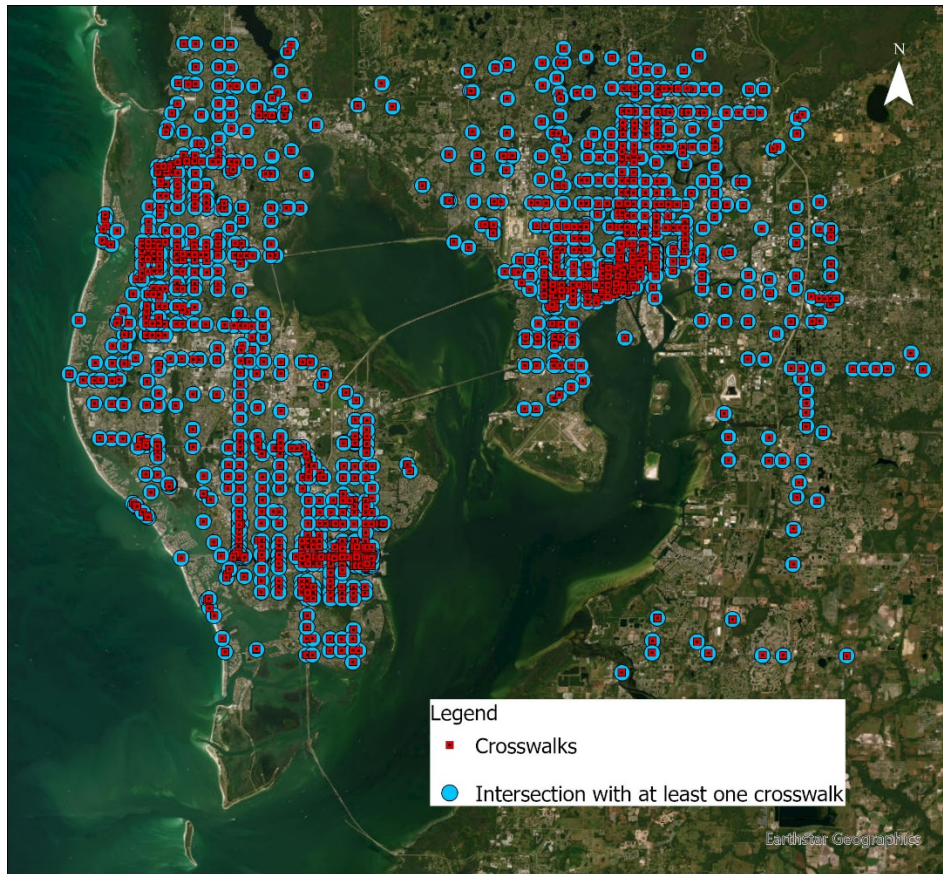 N
Legend
Crosswalks
Intersection with at least one crosswalk
Earthstar Geographics